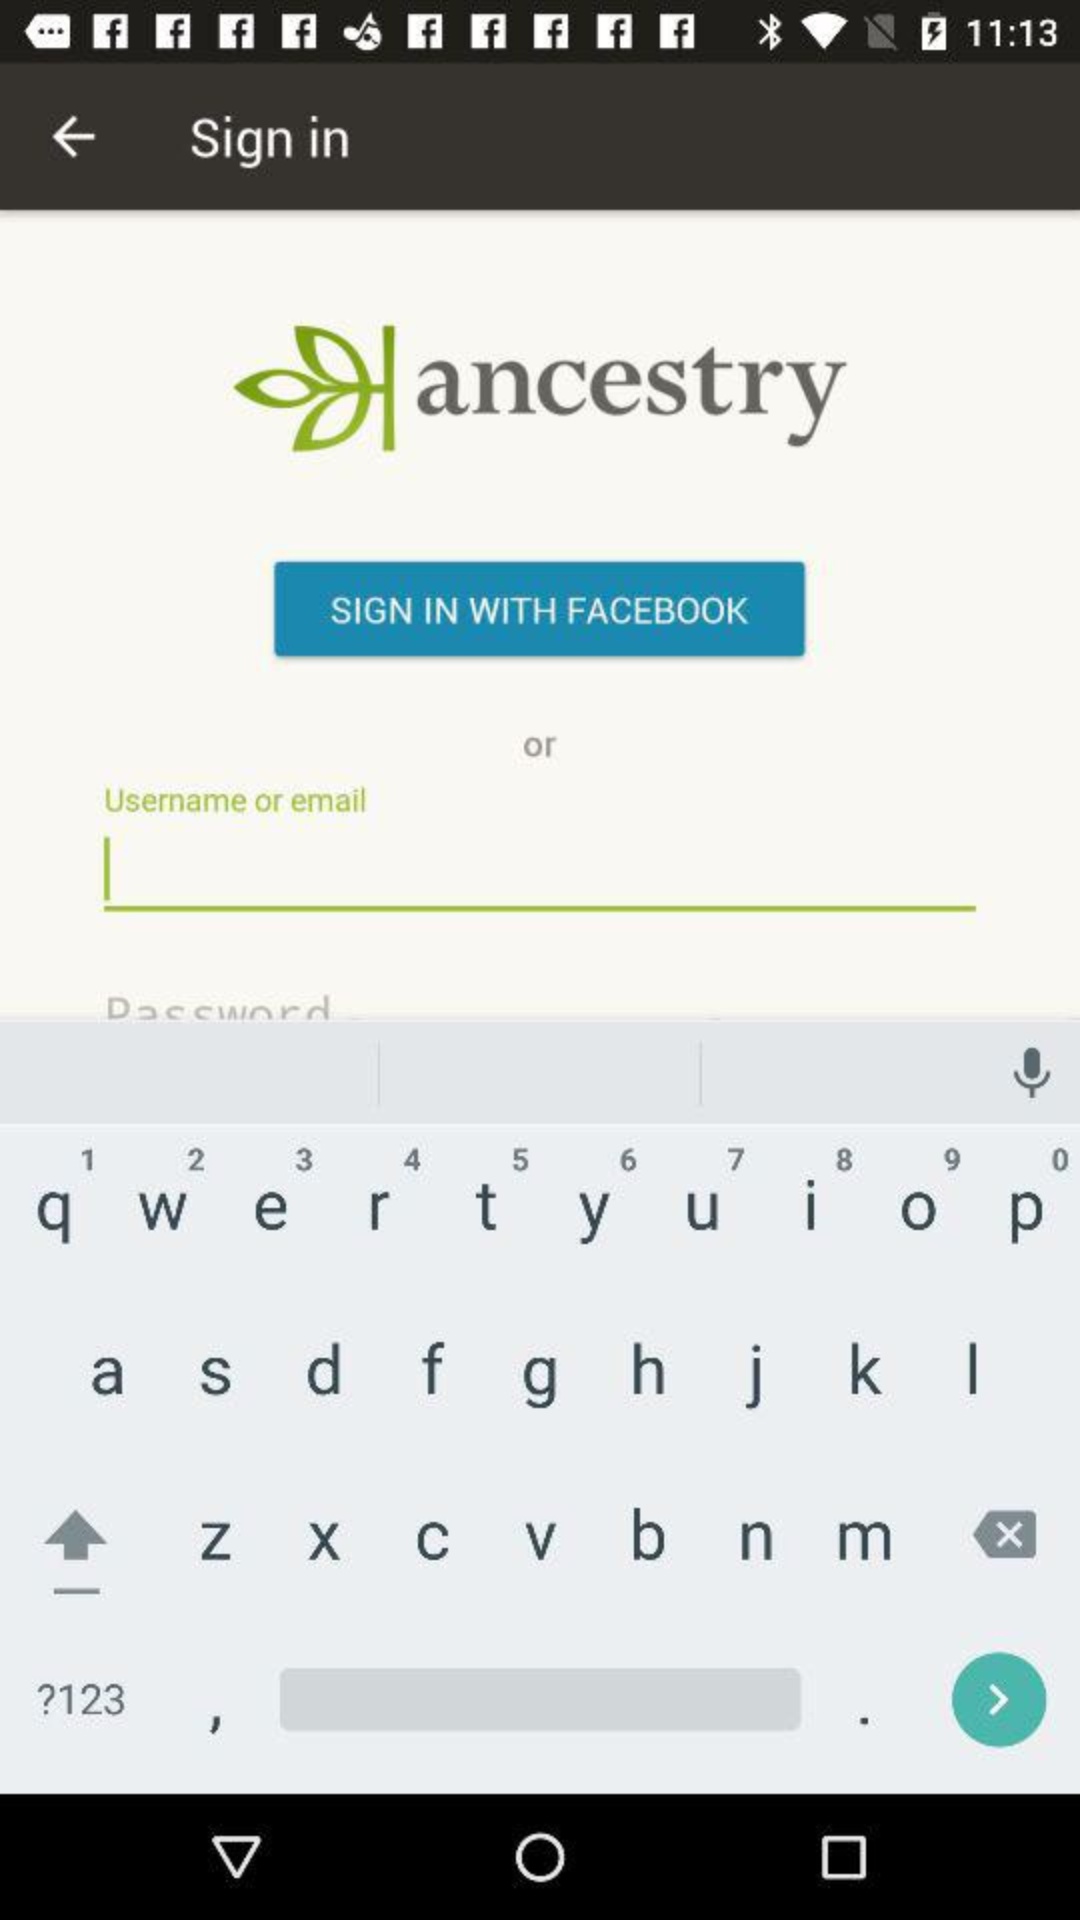 11:13
Sign in
ancestry
SIGN IN WITH FACEBOOK
or
Username or email
Password
1 2 3 4 5 6 7 8 9 0
q w e r t y u i o p
a s d f g h j k l
z x c v b n m
?123 , .